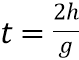 t = 2h/g